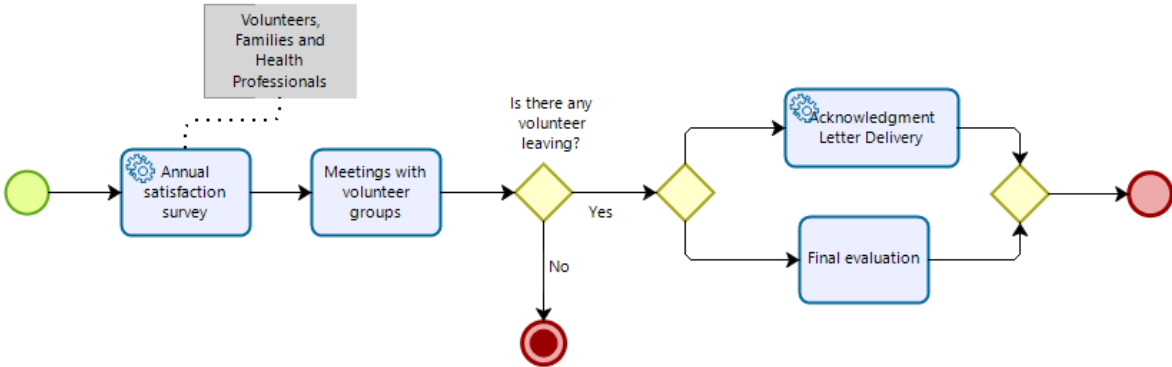 Volunteers,
Families and
Health
Professionals
Is there any
volunteer
leaving?
Annual
satisfaction
survey
Meetings with
volunteer
groups
Yes
No
Acknowledgment
Letter Delivery
Final evaluation